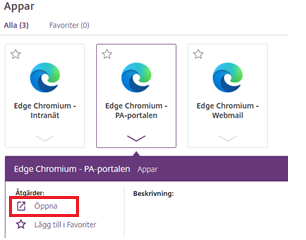 Appar
Alla (3) Favoriter (0)
Edge Chromium -
Intranät
Edge Chromium -
PA-portalen
Edge Chromium -
Webmail
Edge Chromium - PA-portalen Appar
Åtgärder:
Beskrivning:
Öppna
Lägg till i Favoriter